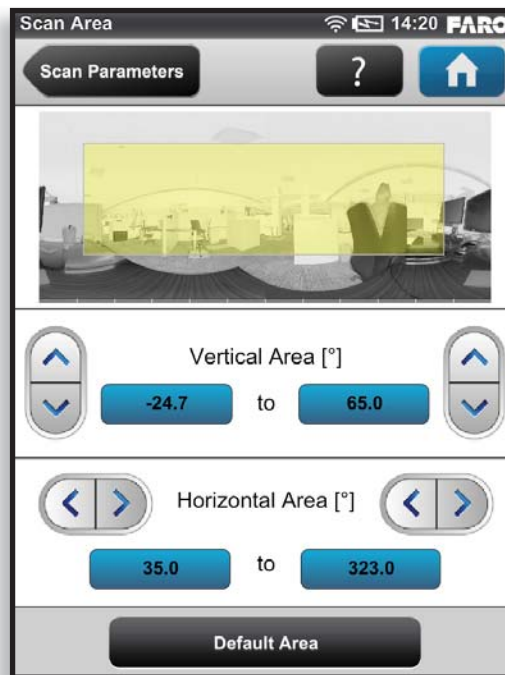 Scan Area 14:20 FARO
Scan Parameters ?
Vertical Area [°]
-24.7 to 65.0
Horizontal Area [°]
35.0 to 323.0
Default Area